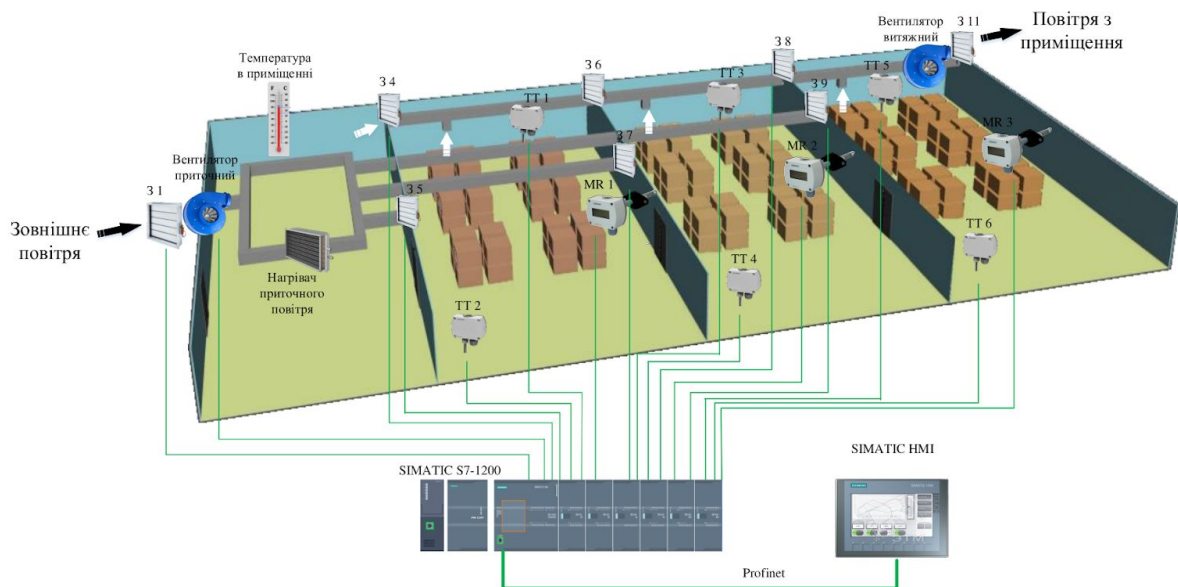 Вентилятор
витяжний
З 11
Повітря з
приміщення
Температура
в приміщенні
З 4
З 6
З 8
ТТ 1
ТТ 3
ТТ 5
З 9
З 7
MR 1
MR 2
MR 3
Вентилятор
приточний
З 1
З 5
Зовнішнє
повітря
Нагрівач
приточного
повітря
ТТ 2
ТТ 4
ТТ 6
SIMATIC S7-1200
SIMATIC HMI
Profinet